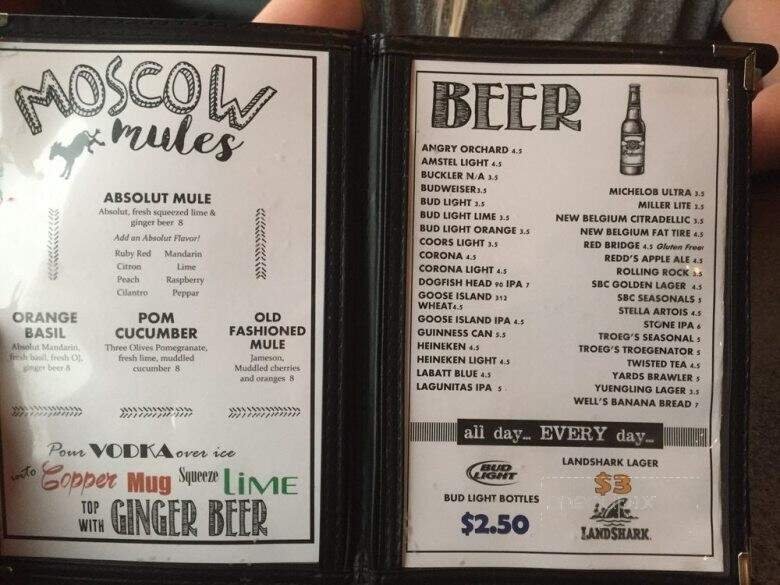 MOSCOW
mules
ABSOLUT MULE
Absolut, fresh squeezed lime &
ginger beer 8
Add an Absolut Flavor!
Ruby Red Mandarin
Citron Lime
Peach Raspberry
Cilantro Peppar
ORANGE
BASIL
Absolut Mandarin,
fresh basil, fresh OJ,
ginger beer 8
POM
CUCUMBER
Three Olives Pomegranate,
fresh lime, muddled
cucumber 8
OLD
FASHIONED
MULE
Jameson,
Muddled cherries
and oranges 8
Pour VODKA over ice
into Copper Mug Squeeze LIME
TOP
WITH GINGER BEER
BEER
ANGRY ORCHARD 4.5
AMSTEL LIGHT 4.5
BUCKLER N/A 3.5
BUDWEISER 3.5
BUD LIGHT 3.5
BUD LIGHT LIME 3.5
BUD LIGHT ORANGE 3.5
COORS LIGHT 3.5
CORONA 4.5
CORONA LIGHT 4.5
DOGFISH HEAD 90 IPA 7
GOOSE ISLAND 312
WHEAT4.5
GOOSE ISLAND IPA 4.5
GUINNESS CAN 5.5
HEINEKEN 4.5
HEINEKEN LIGHT 4.5
LABATT BLUE 4.5
LAGUNITAS IPA 5
MICHELOB ULTRA 3.5
MILLER LITE 3.5
NEW BELGIUM CITRADELLIC 3.5
NEW BELGIUM FAT TIRE 4.5
RED BRIDGE 4.5 Gluten Free!
REDD'S APPLE ALE 4.5
ROLLING ROCK 3.5
SBC GOLDEN LAGER 4.5
SBC SEASONALS 5
STELLA ARTOIS 4.5
STONE IPA 6
TROEG'S SEASONAL 5
TROEG'S TROEGENATOR 5
TWISTED TEA 4.5
YARDS BRAWLER 5
YUENGLING LAGER 3.5
WELL'S BANANA BREAD 7
all day... EVERY day...
BUD
LIGHT
BUD LIGHT BOTTLES
$2.50
LANDSHARK LAGER
$3
LANDSHARK